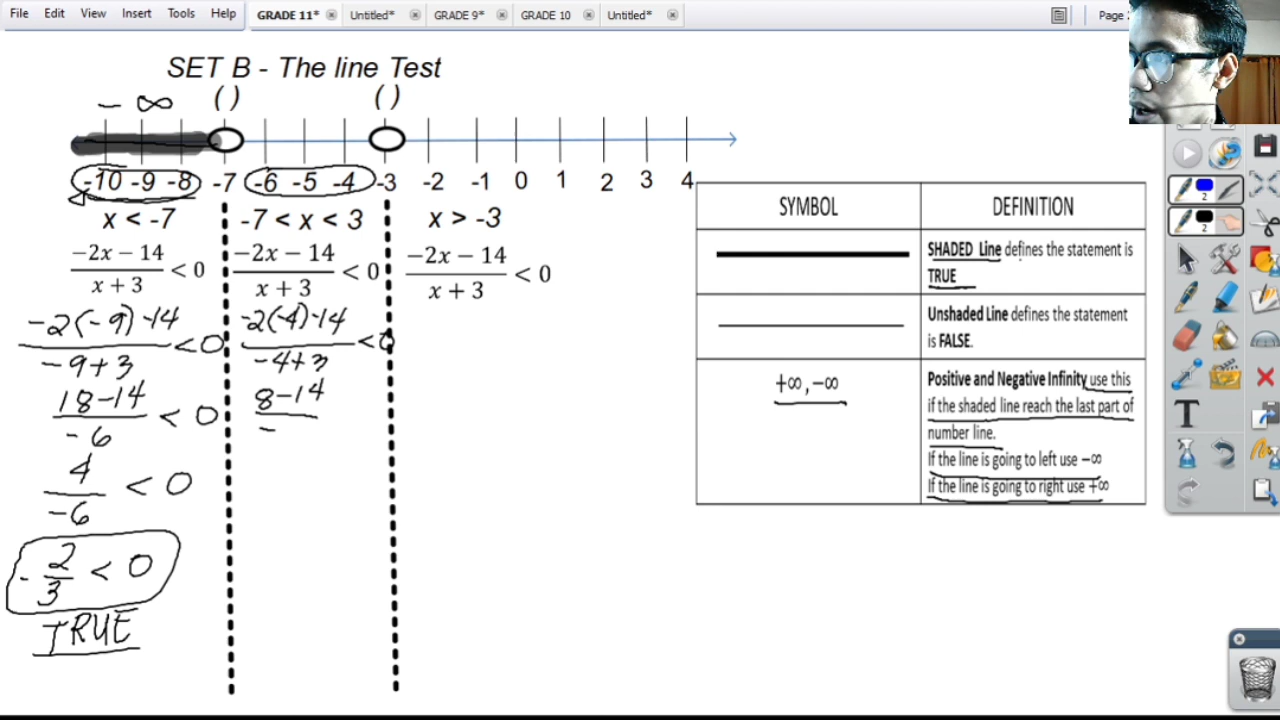 File Edit View Insert Tools Help GRADE 11* Untitled* GRADE 9* GRADE 10 Untitled* Page
SET B - The line Test
( ) ( )
- ∞
-10 -9 -8 -7 -6 -5 -4 -3 -2 -1 0 1 2 3 4
x < -7
−2x − 14
x + 3
< 0
-2(-9)-14
-9+3
<0
18-14
-6
< 0
4
-6
< 0
-2
3
< 0
TRUE
-7 < x < 3
−2x − 14
x + 3
< 0
-2(-4)-14
-4+3
<0
8-14
-
x > -3
−2x − 14
x + 3
< 0
SYMBOL DEFINITION
SHADED Line defines the statement is
TRUE
Unshaded Line defines the statement
is FALSE.
+∞, −∞
Positive and Negative Infinity use this
if the shaded line reach the last part of
number line.
If the line is going to left use −∞
If the line is going to right use +∞
2
2